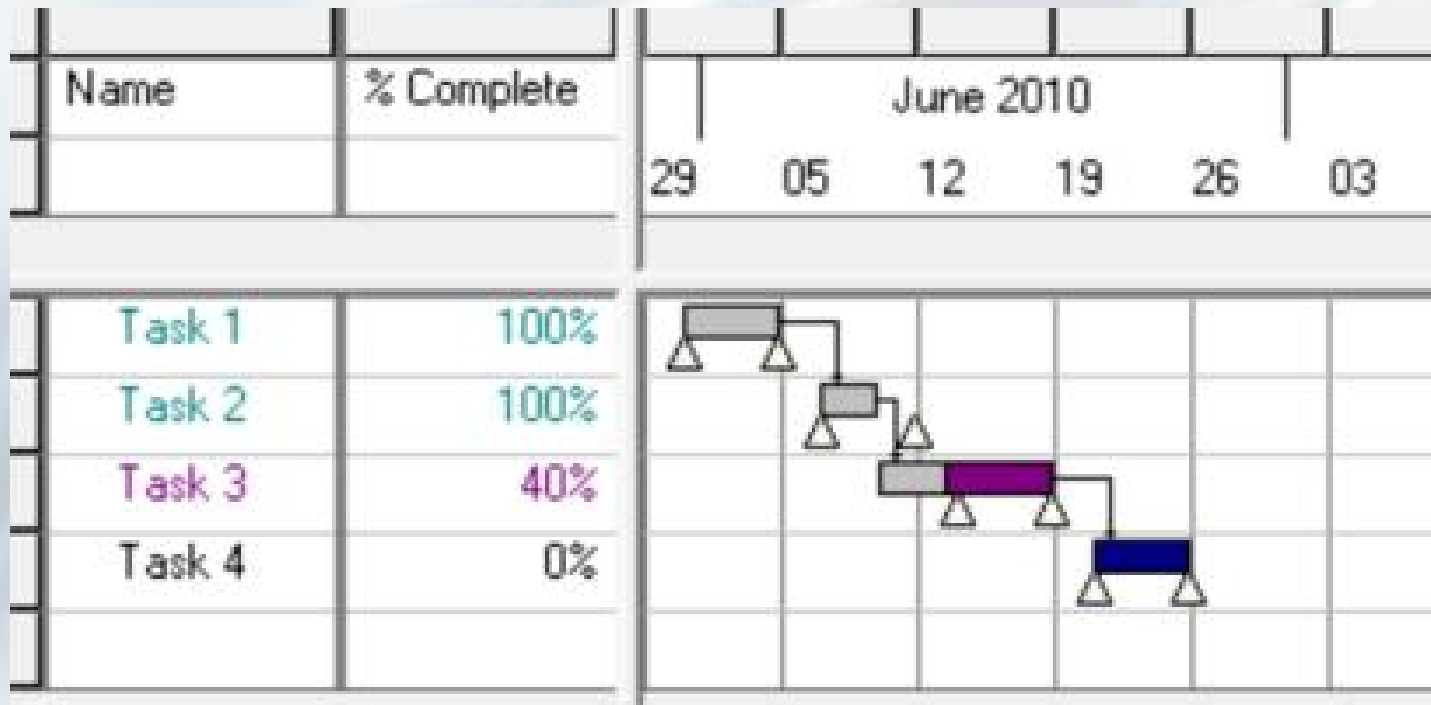 Name % Complete June 2010
29 05 12 19 26 03
Task 1 100%
Task 2 100%
Task 3 40%
Task 4 0%